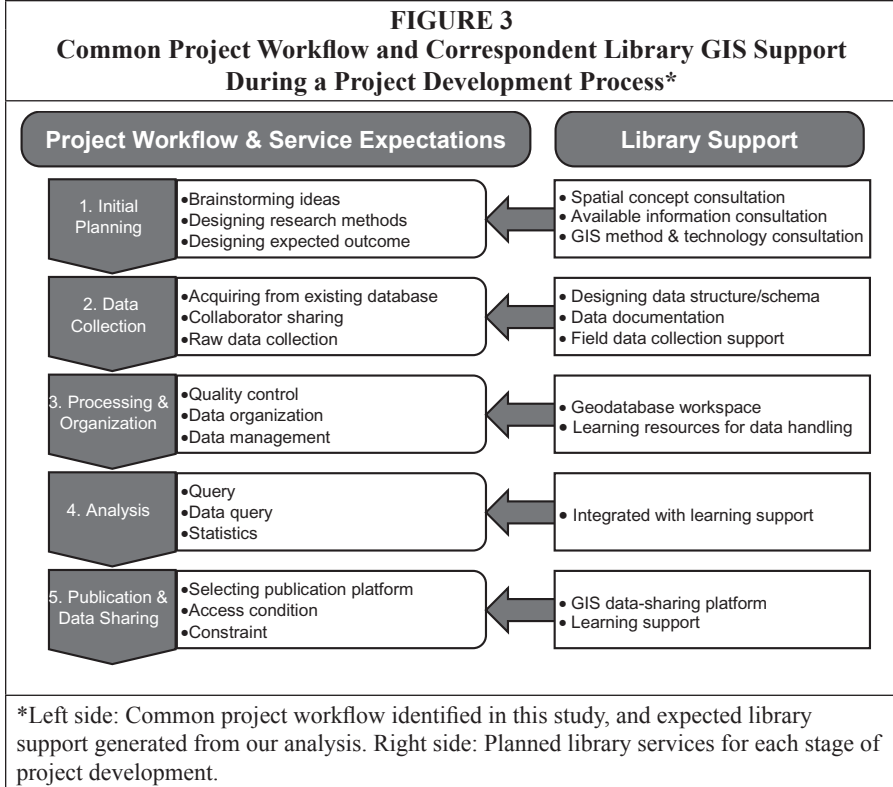 FIGURE 3
Common Project Workflow and Correspondent Library GIS Support
During a Project Development Process*
Project Workflow & Service Expectations
Library Support
1. Initial
Planning
•Brainstorming ideas
•Designing research methods
•Designing expected outcome
• Spatial concept consultation
• Available information consultation
• GIS method & technology consultation
2. Data
Collection
•Acquiring from existing database
•Collaborator sharing
•Raw data collection
• Designing data structure/schema
• Data documentation
• Field data collection support
3. Processing &
Organization
•Quality control
•Data organization
•Data management
• Geodatabase workspace
• Learning resources for data handling
4. Analysis
•Query
•Data query
•Statistics
• Integrated with learning support
5. Publication &
Data Sharing
•Selecting publication platform
•Access condition
•Constraint
• GIS data-sharing platform
• Learning support
*Left side: Common project workflow identified in this study, and expected library
support generated from our analysis. Right side: Planned library services for each stage of
project development.